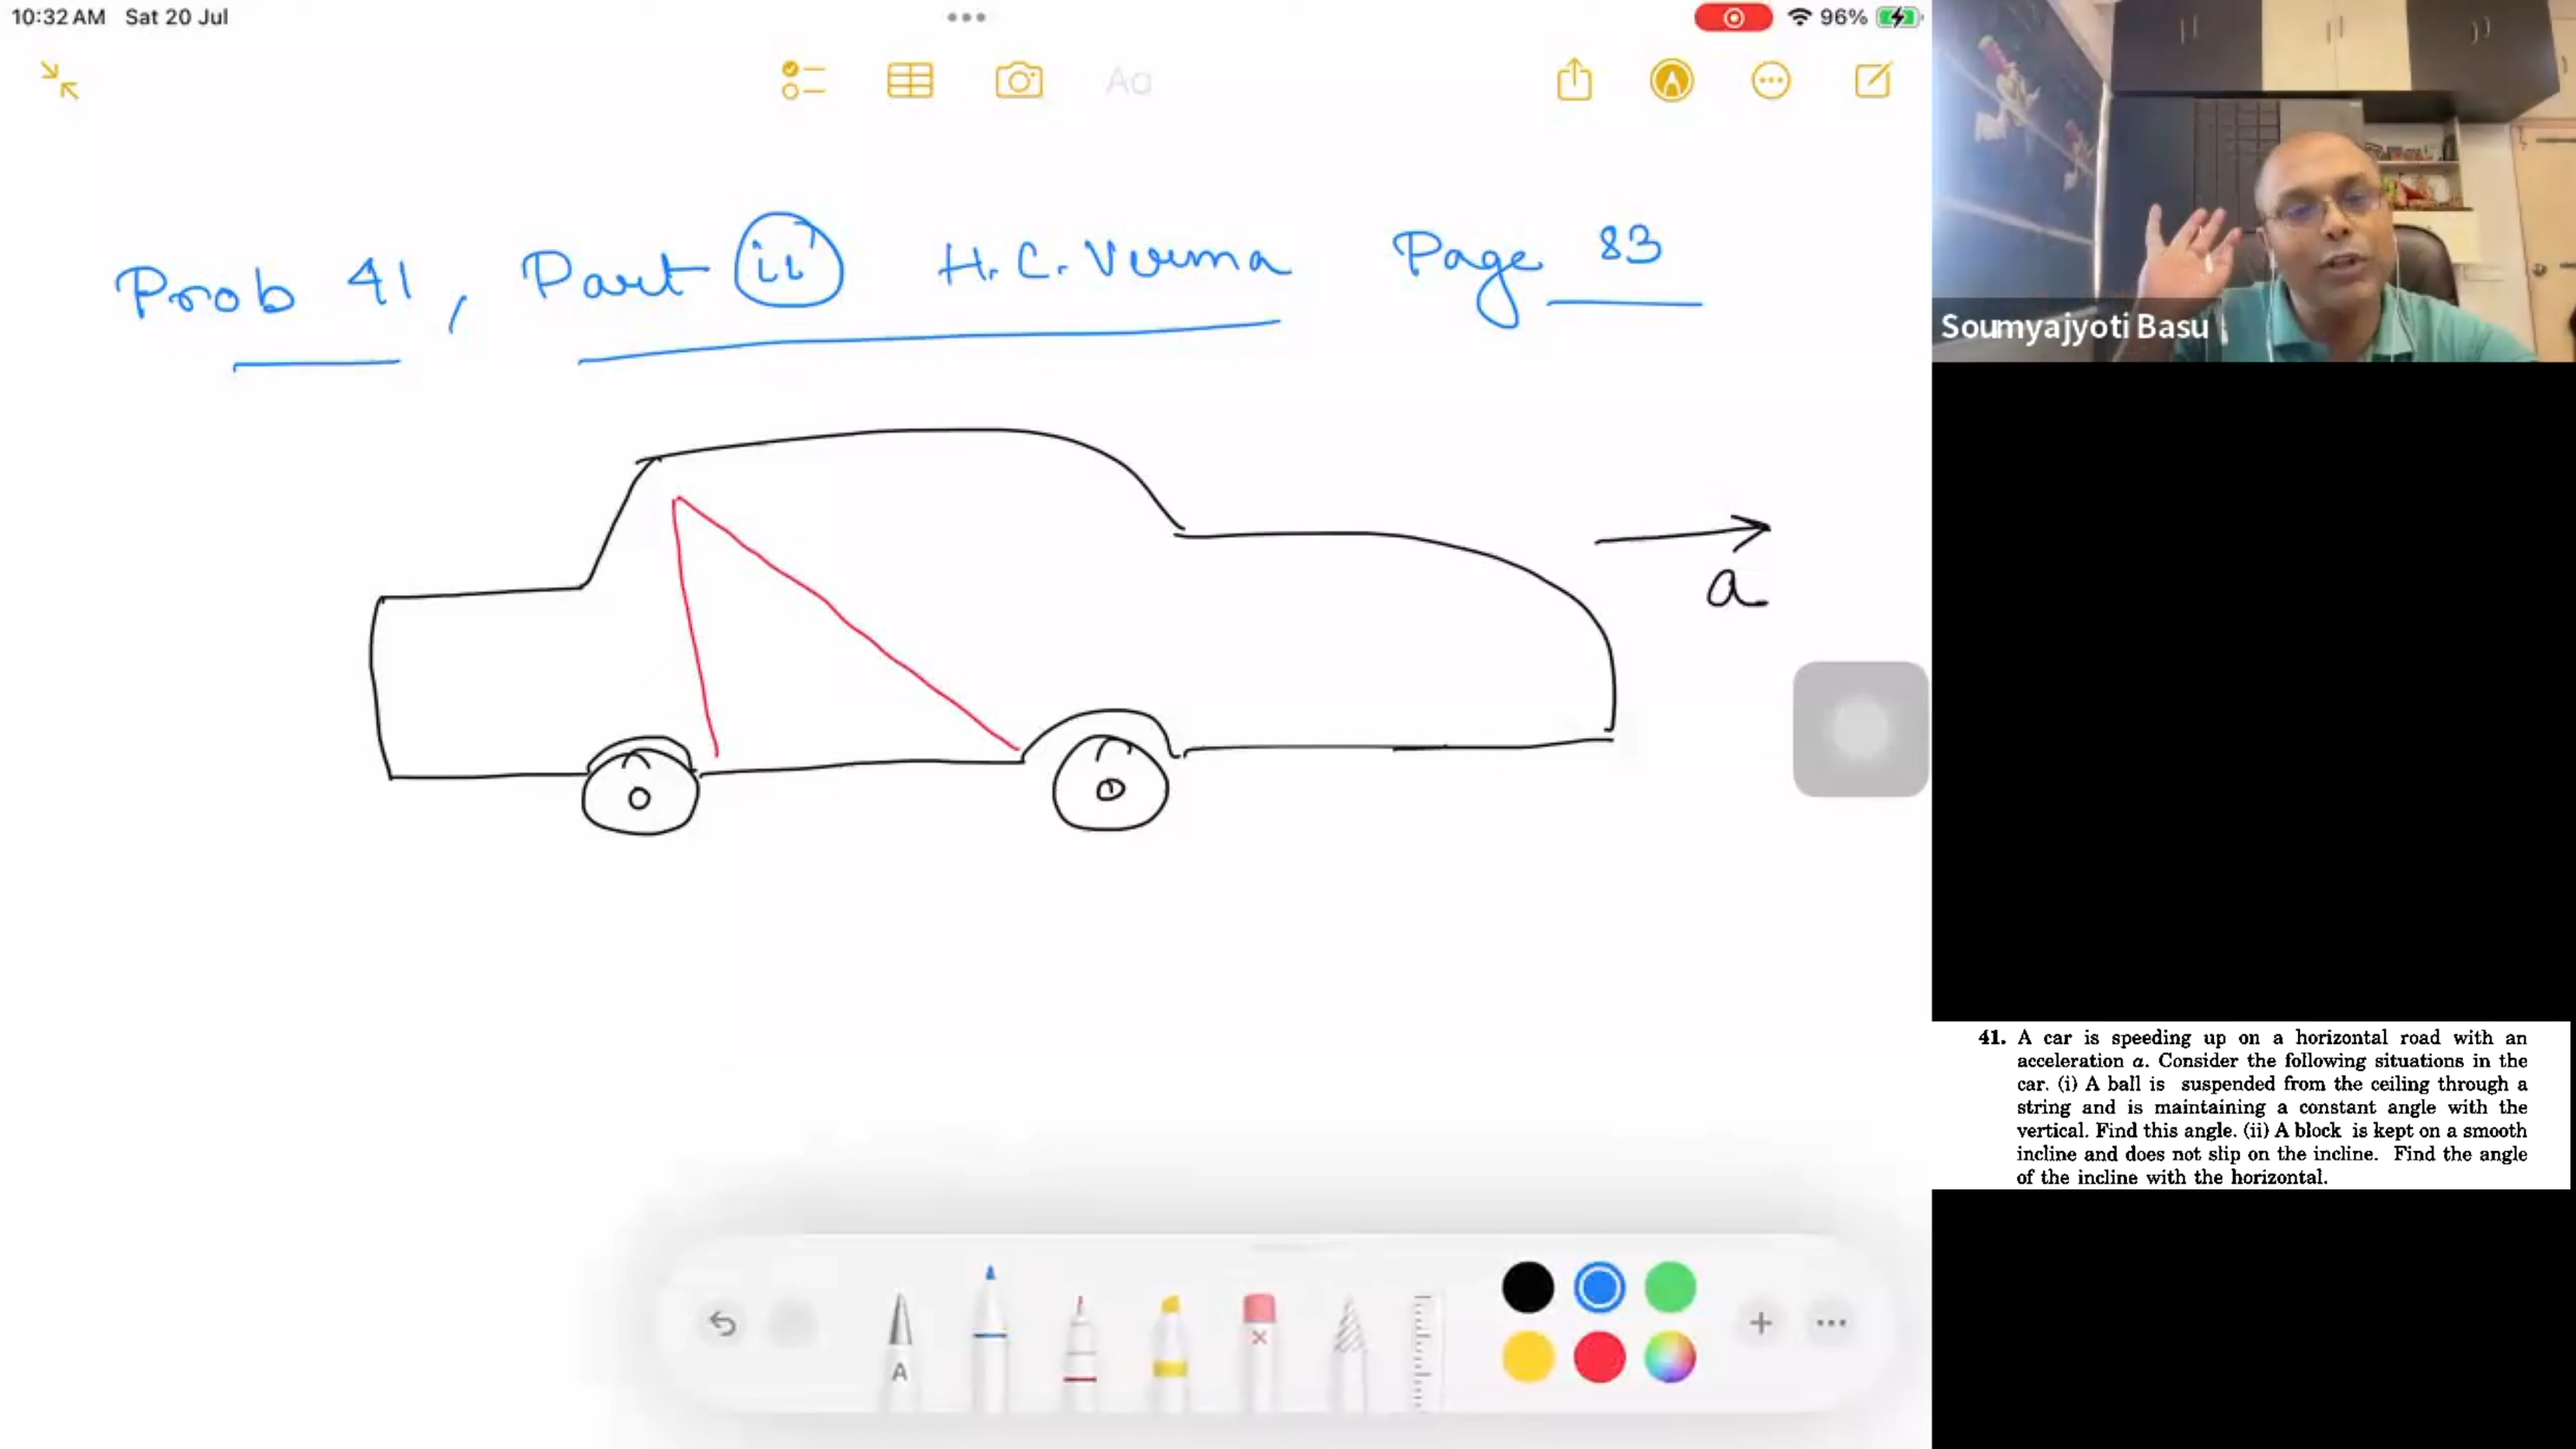 10:32 AM Sat 20 Jul
96%
Aa
Prob 41, Part ii H.C. Verma Page 83
Soumyajyoti Basu
a
41. A car is speeding up on a horizontal road with an
acceleration a. Consider the following situations in the
car. (i) A ball is suspended from the ceiling through a
string and is maintaining a constant angle with the
vertical. Find this angle. (ii) A block is kept on a smooth
incline and does not slip on the incline. Find the angle
of the incline with the horizontal.
A